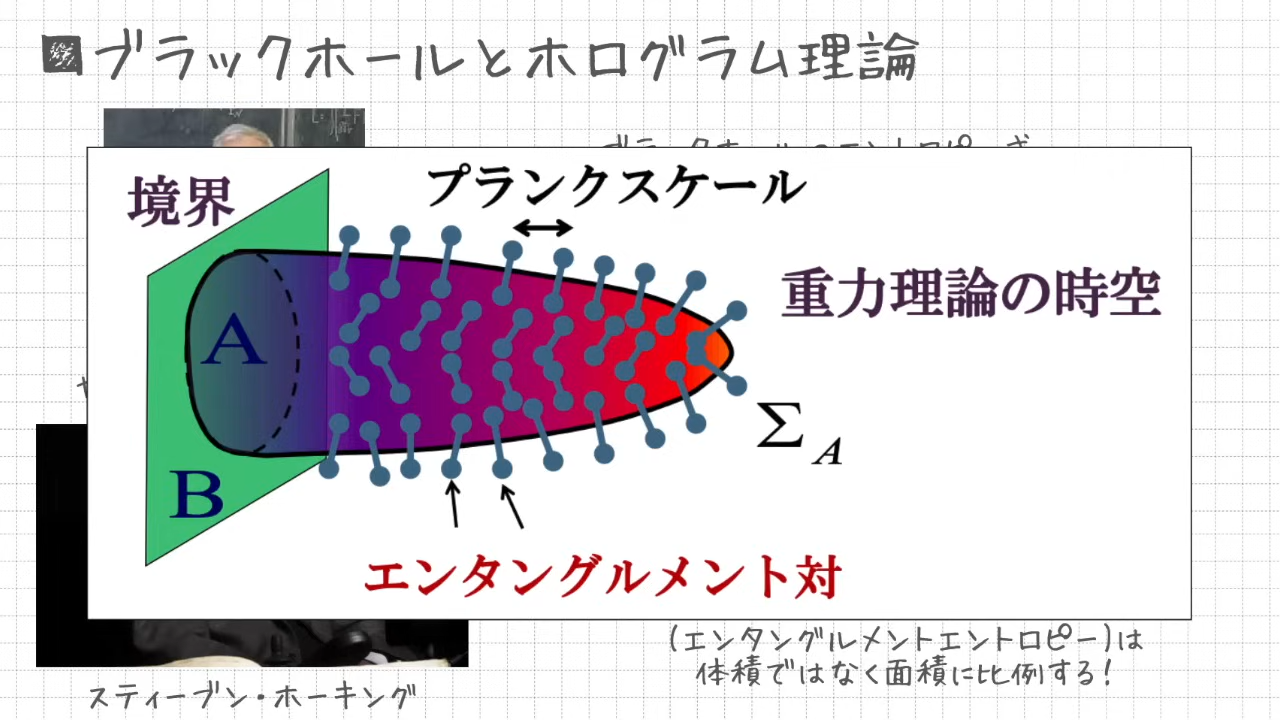 ブラックホールとホログラム理論
境界
プランクスケール
重力理論の時空
A
B
Σ_A
エンタングルメント対
(エンタングルメントエントロピー)は
体積ではなく面積に比例する!
スティーブン・ホーキング